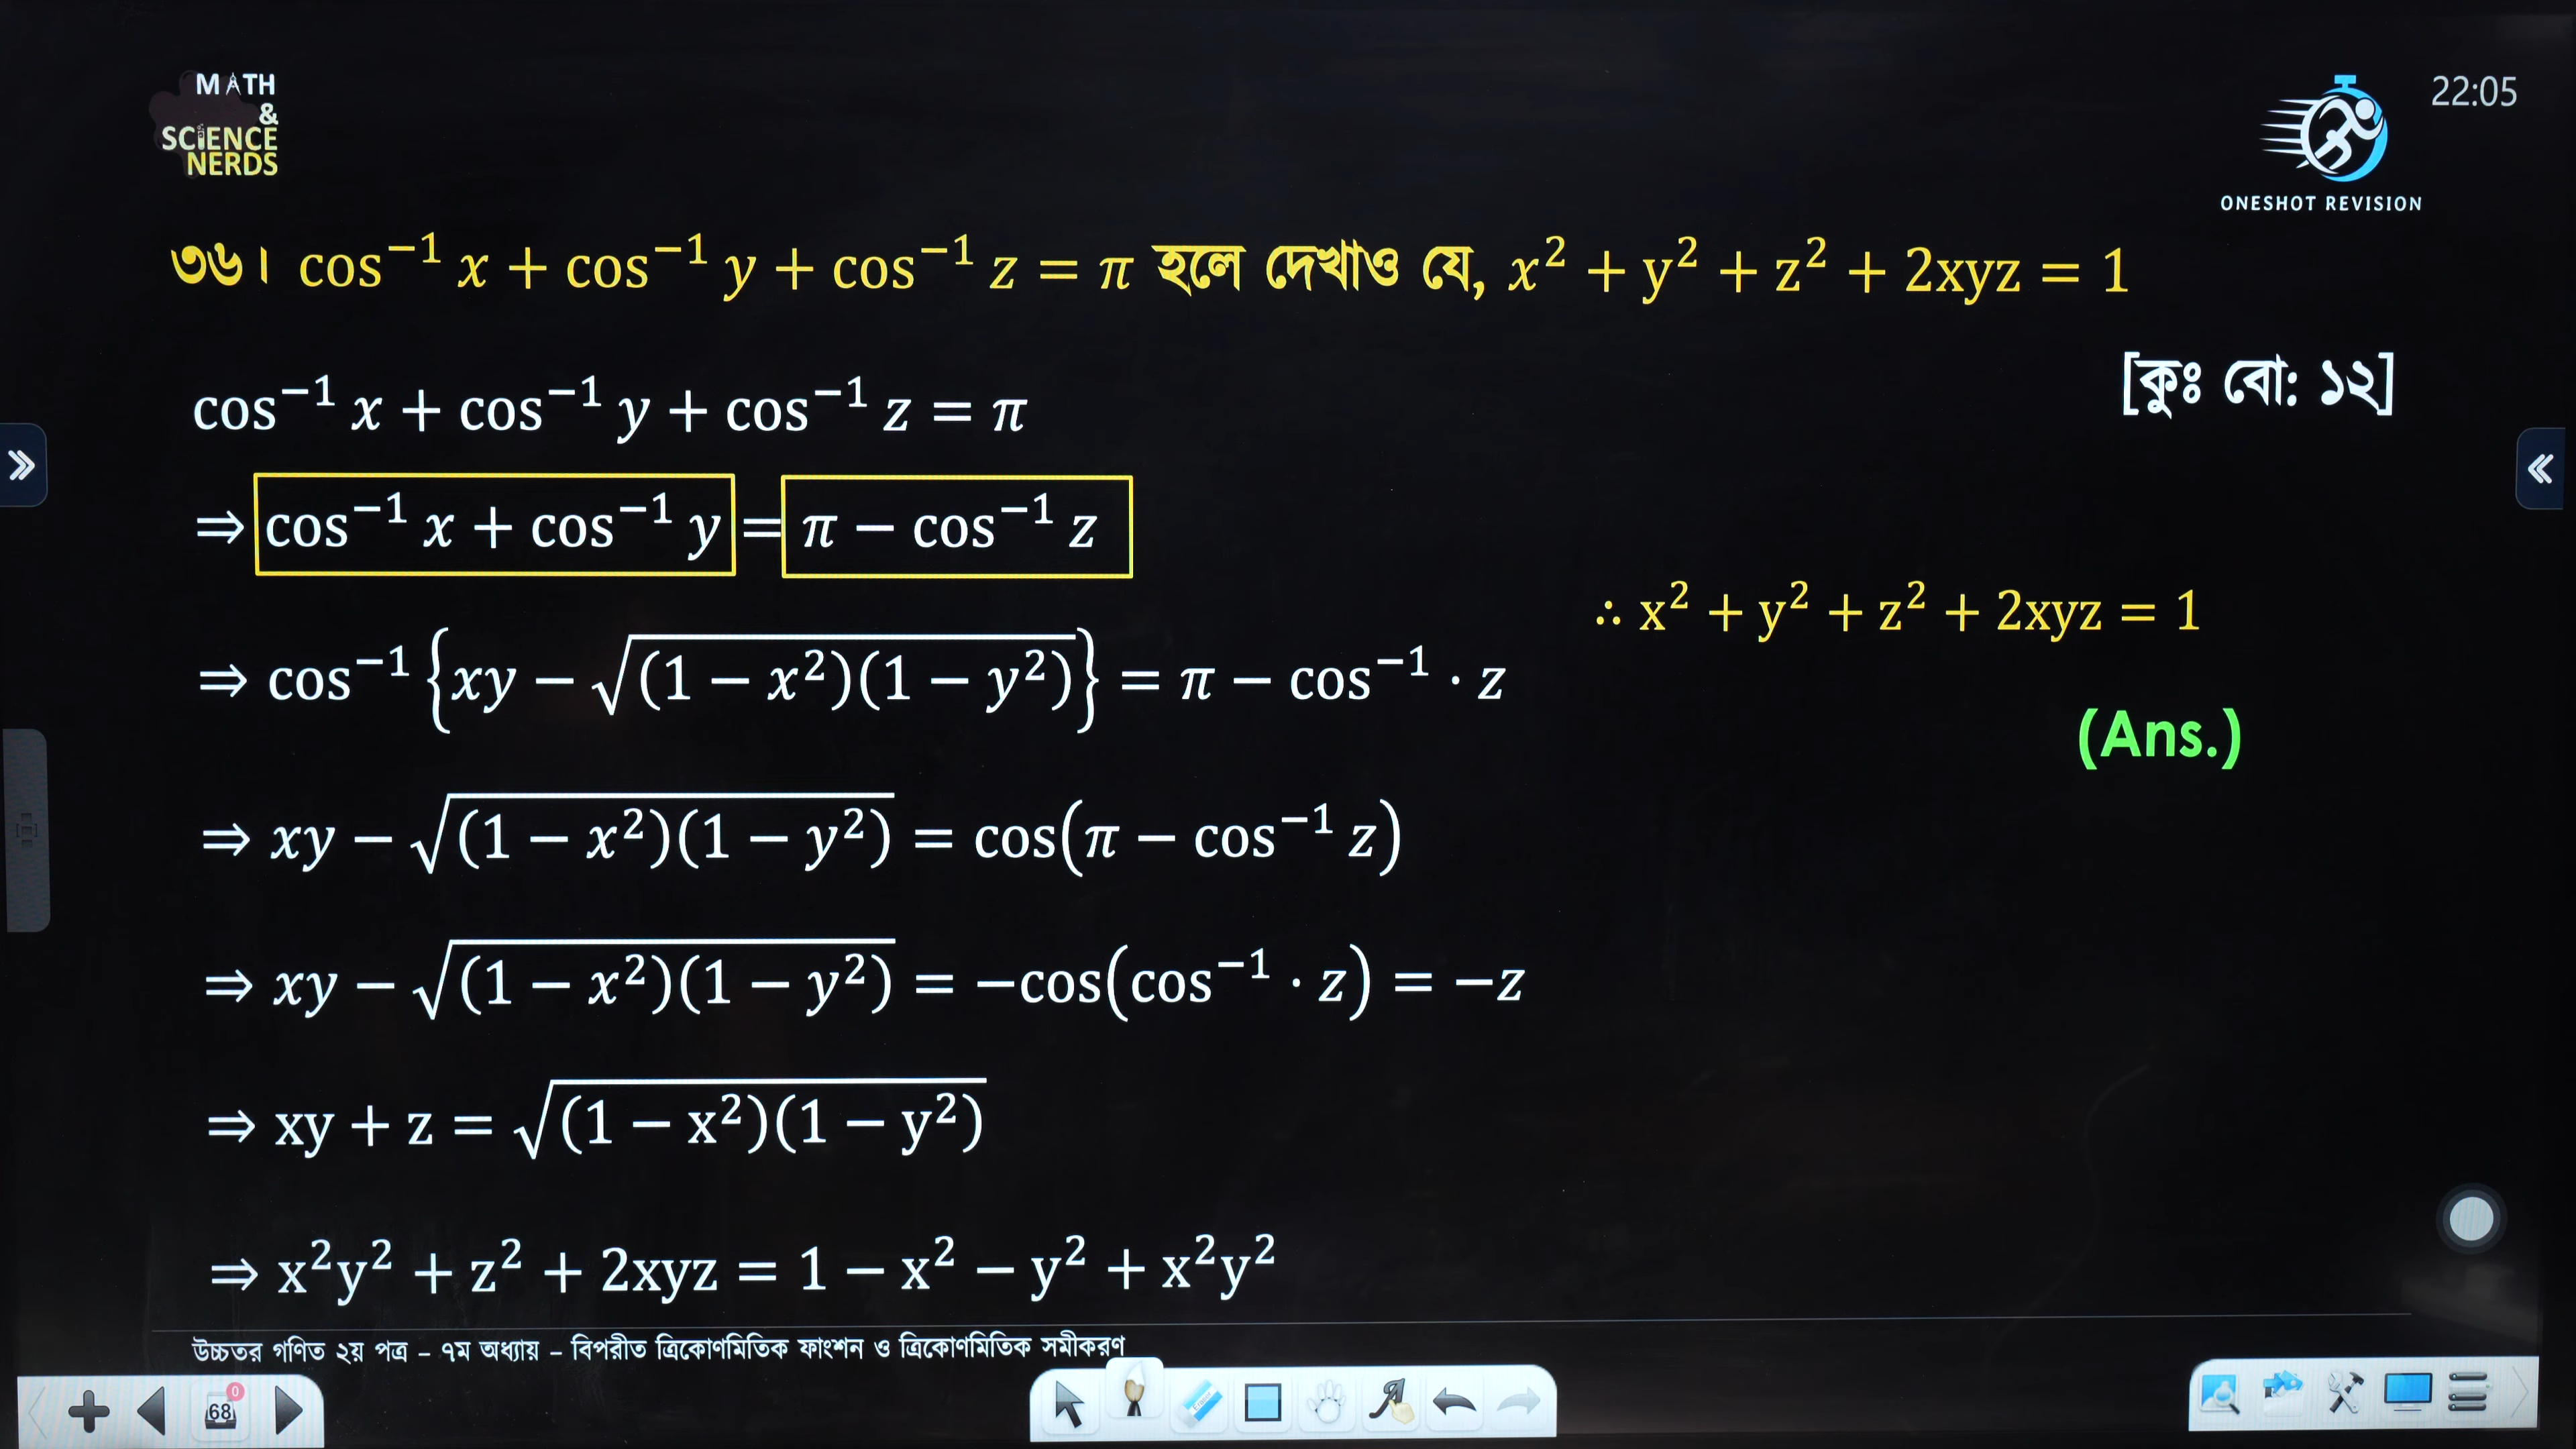 MATH
&
SCIENCE
NERDS
22:05
ONESHOT REVISION
৩৬। cos⁻¹ x + cos⁻¹ y + cos⁻¹ z = π হলে দেখাও যে, x² + y² + z² + 2xyz = 1
[কুঃ বো: ১২]
cos⁻¹ x + cos⁻¹ y + cos⁻¹ z = π
⇒ cos⁻¹ x + cos⁻¹ y = π − cos⁻¹ z
⇒ cos⁻¹ {xy − √(1 − x²)(1 − y²)} = π − cos⁻¹ · z
⇒ xy − √(1 − x²)(1 − y²) = cos(π − cos⁻¹ z)
⇒ xy − √(1 − x²)(1 − y²) = −cos(cos⁻¹ · z) = −z
⇒ xy + z = √(1 − x²)(1 − y²)
⇒ x²y² + z² + 2xyz = 1 − x² − y² + x²y²
∴ x² + y² + z² + 2xyz = 1
(Ans.)
উচ্চতর গণিত ২য় পত্র – ৭ম অধ্যায় – বিপরীত ত্রিকোণমিতিক ফাংশন ও ত্রিকোণমিতিক সমীকরণ
0
68